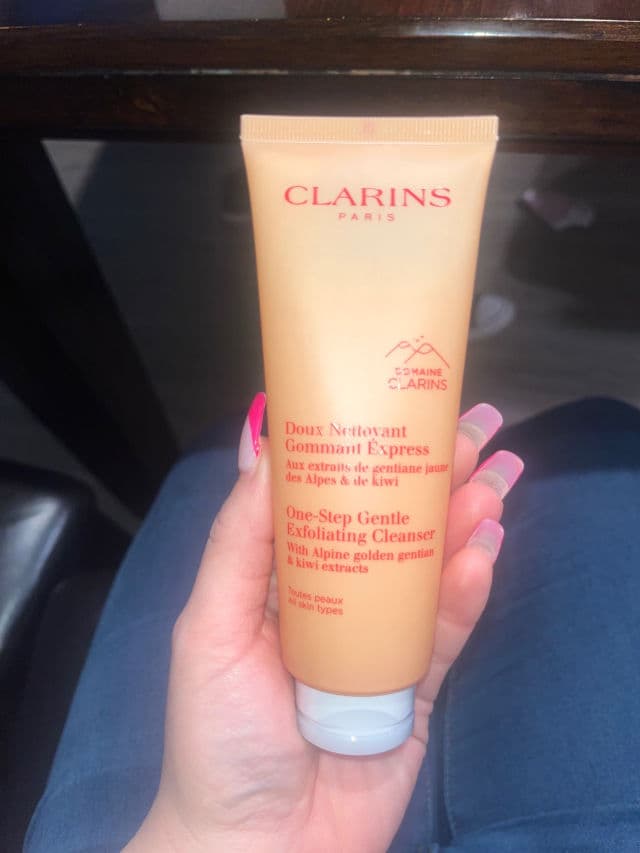 CLARINS
PARIS
DOMAINE
CLARINS
Doux Nettoyant
Gommant Express
Aux extraits de gentiane jaune
des Alpes & de kiwi
One-Step Gentle
Exfoliating Cleanser
With Alpine golden gentian
& kiwi extracts
Toutes peaux
All skin types